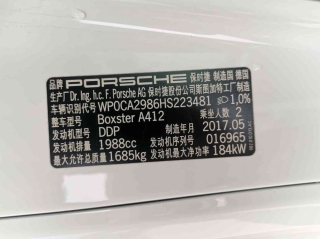 品牌 PORSCHE 保时捷 制造国 德国
生产厂 Dr. Ing. h.c. F. Porsche AG 保时捷股份公司斯图加特工厂制造
车辆识别代号 WP0CA2986HS223481 1,0%
整车型号 Boxster A412 乘坐人数 2
发动机型号 DDP 制造年月 2017.05
发动机排量 1988cc 发动机序列号 016965
最大允许总质量 1685kg 发动机最大净功率 184kW